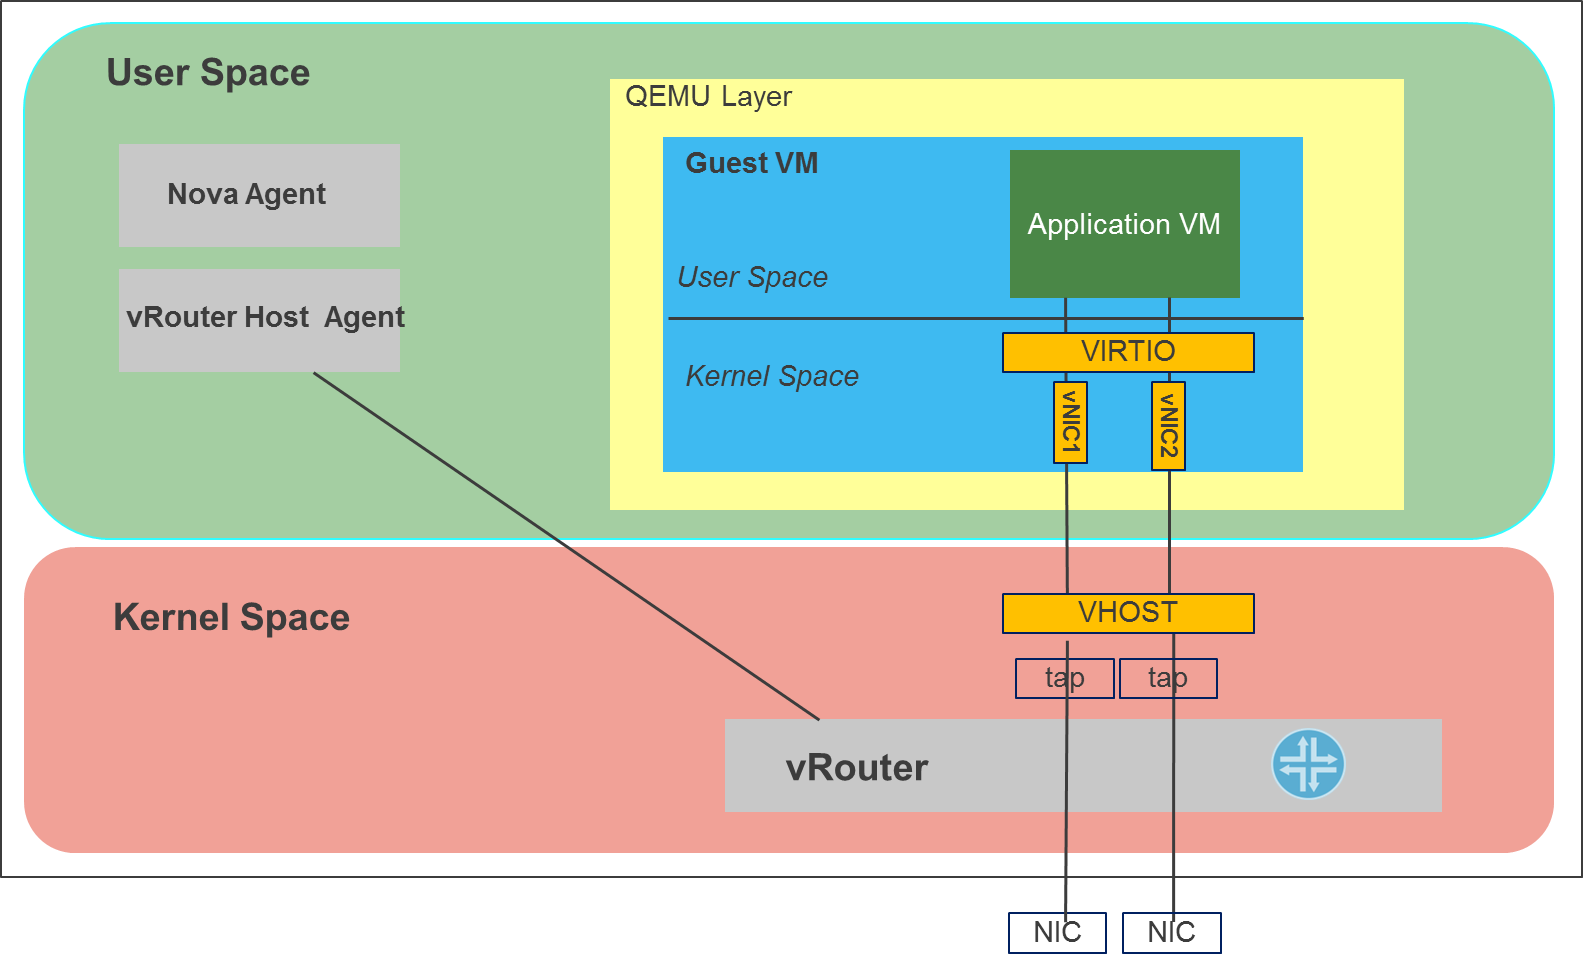 User Space
QEMU Layer
Guest VM
Nova Agent
Application VM
User Space
vRouter Host Agent
VIRTIO
Kernel Space
vNIC1
vNIC2
Kernel Space
VHOST
tap
tap
vRouter
NIC
NIC